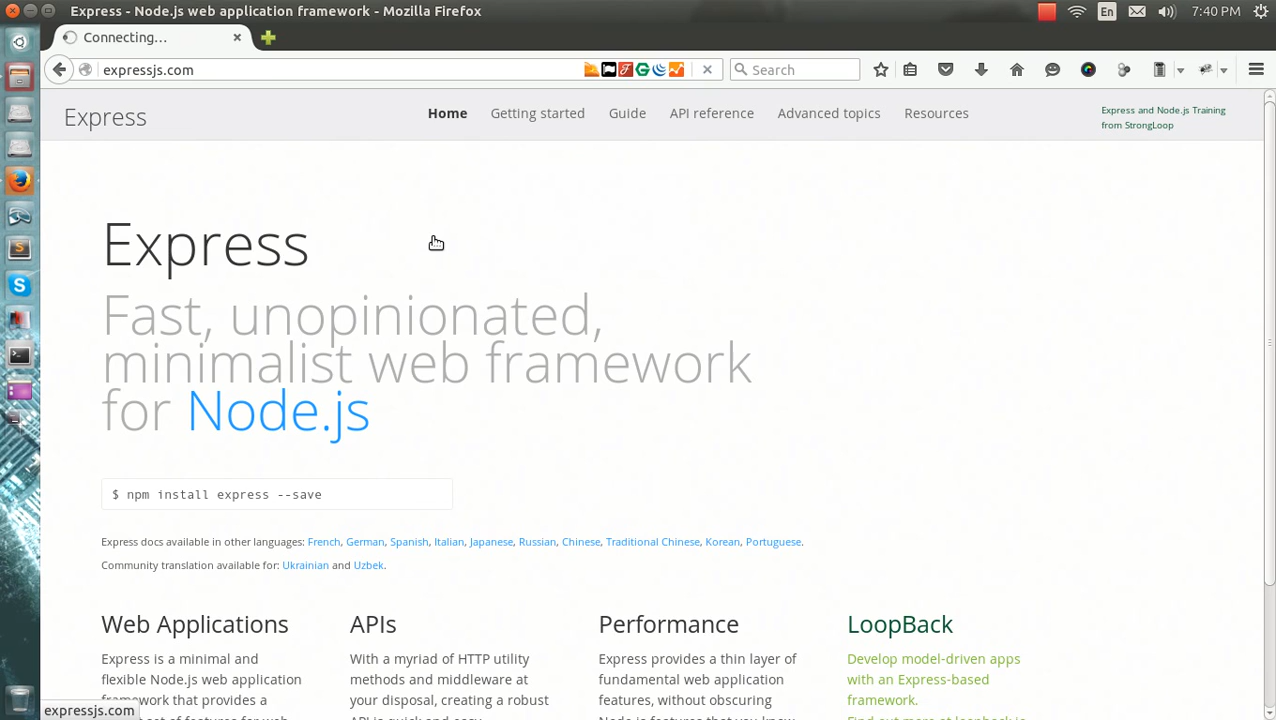 Express - Node.js web application framework - Mozilla Firefox
En
7:40 PM
Connecting…
expressjs.com
Search
Express
Home
Getting started
Guide
API reference
Advanced topics
Resources
Express and Node.js Training
from StrongLoop
Express
Fast, unopinionated,
minimalist web framework
for Node.js
$ npm install express --save
Express docs available in other languages: French, German, Spanish, Italian, Japanese, Russian, Chinese, Traditional Chinese, Korean, Portuguese.
Community translation available for: Ukrainian and Uzbek.
Web Applications
Express is a minimal and
flexible Node.js web application
framework that provides a
APIs
With a myriad of HTTP utility
methods and middleware at
your disposal, creating a robust
Performance
Express provides a thin layer of
fundamental web application
features, without obscuring
LoopBack
Develop model-driven apps
with an Express-based
framework.
expressjs.com